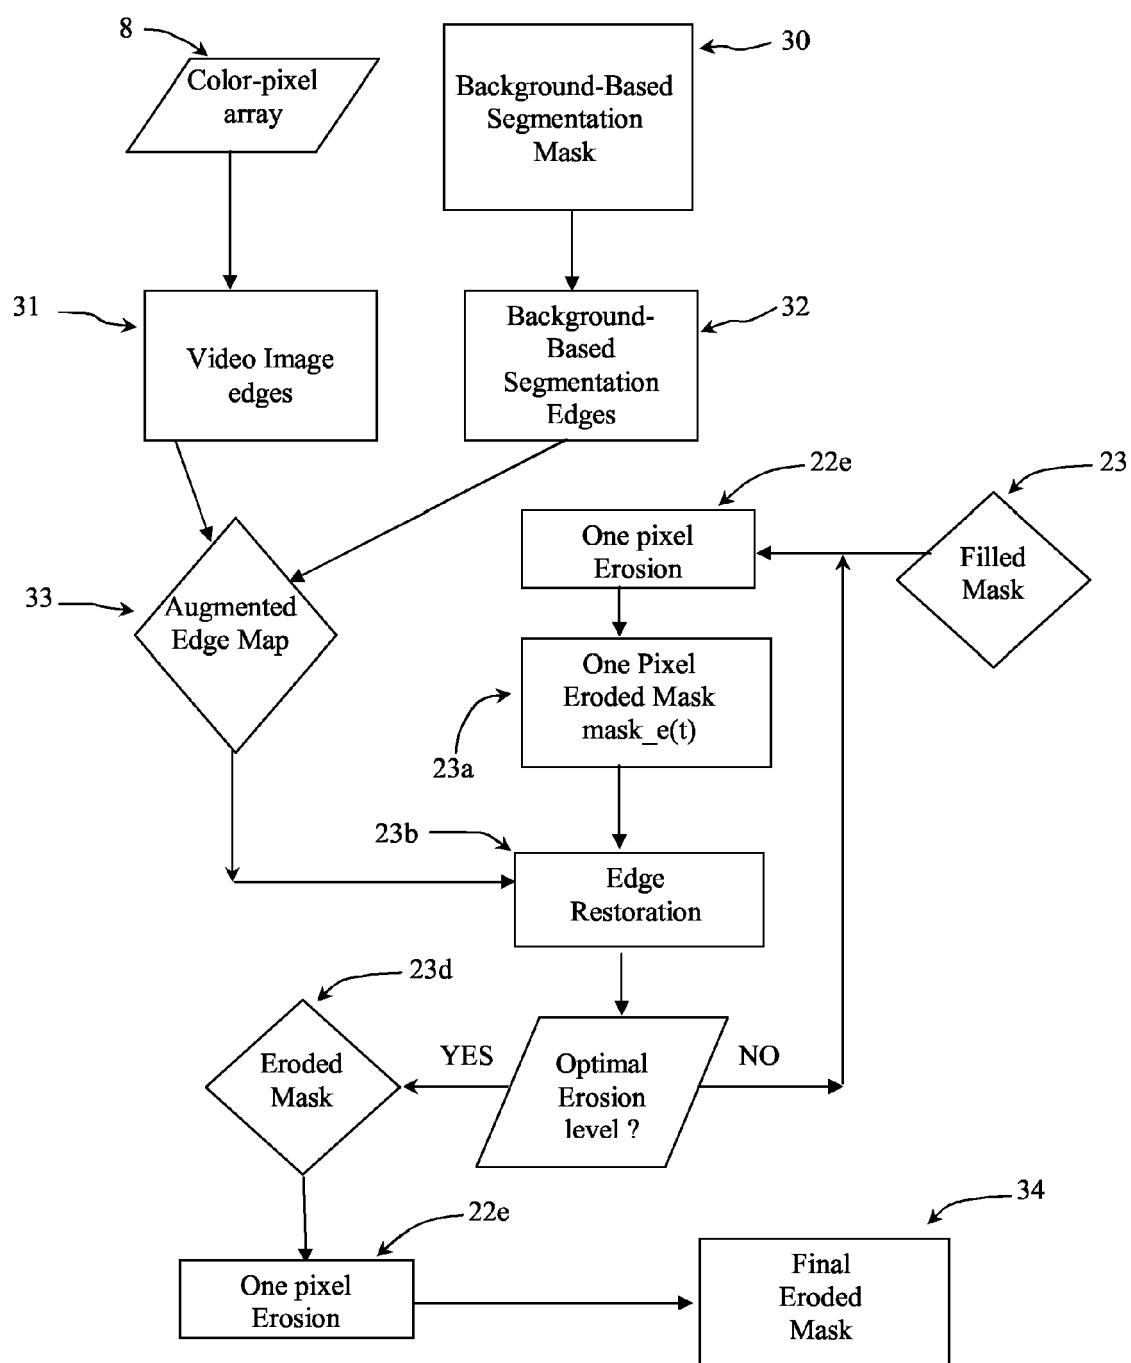 8
Color-pixel
array
30
Background-Based
Segmentation
Mask
31
Video Image
edges
Background-
Based
Segmentation
Edges
32
22e
23
One pixel
Erosion
Filled
Mask
33
Augmented
Edge Map
One Pixel
Eroded Mask
mask_e(t)
23a
23b
Edge
Restoration
23d
Eroded
Mask
YES
Optimal
Erosion
level ?
NO
22e
One pixel
Erosion
34
Final
Eroded
Mask